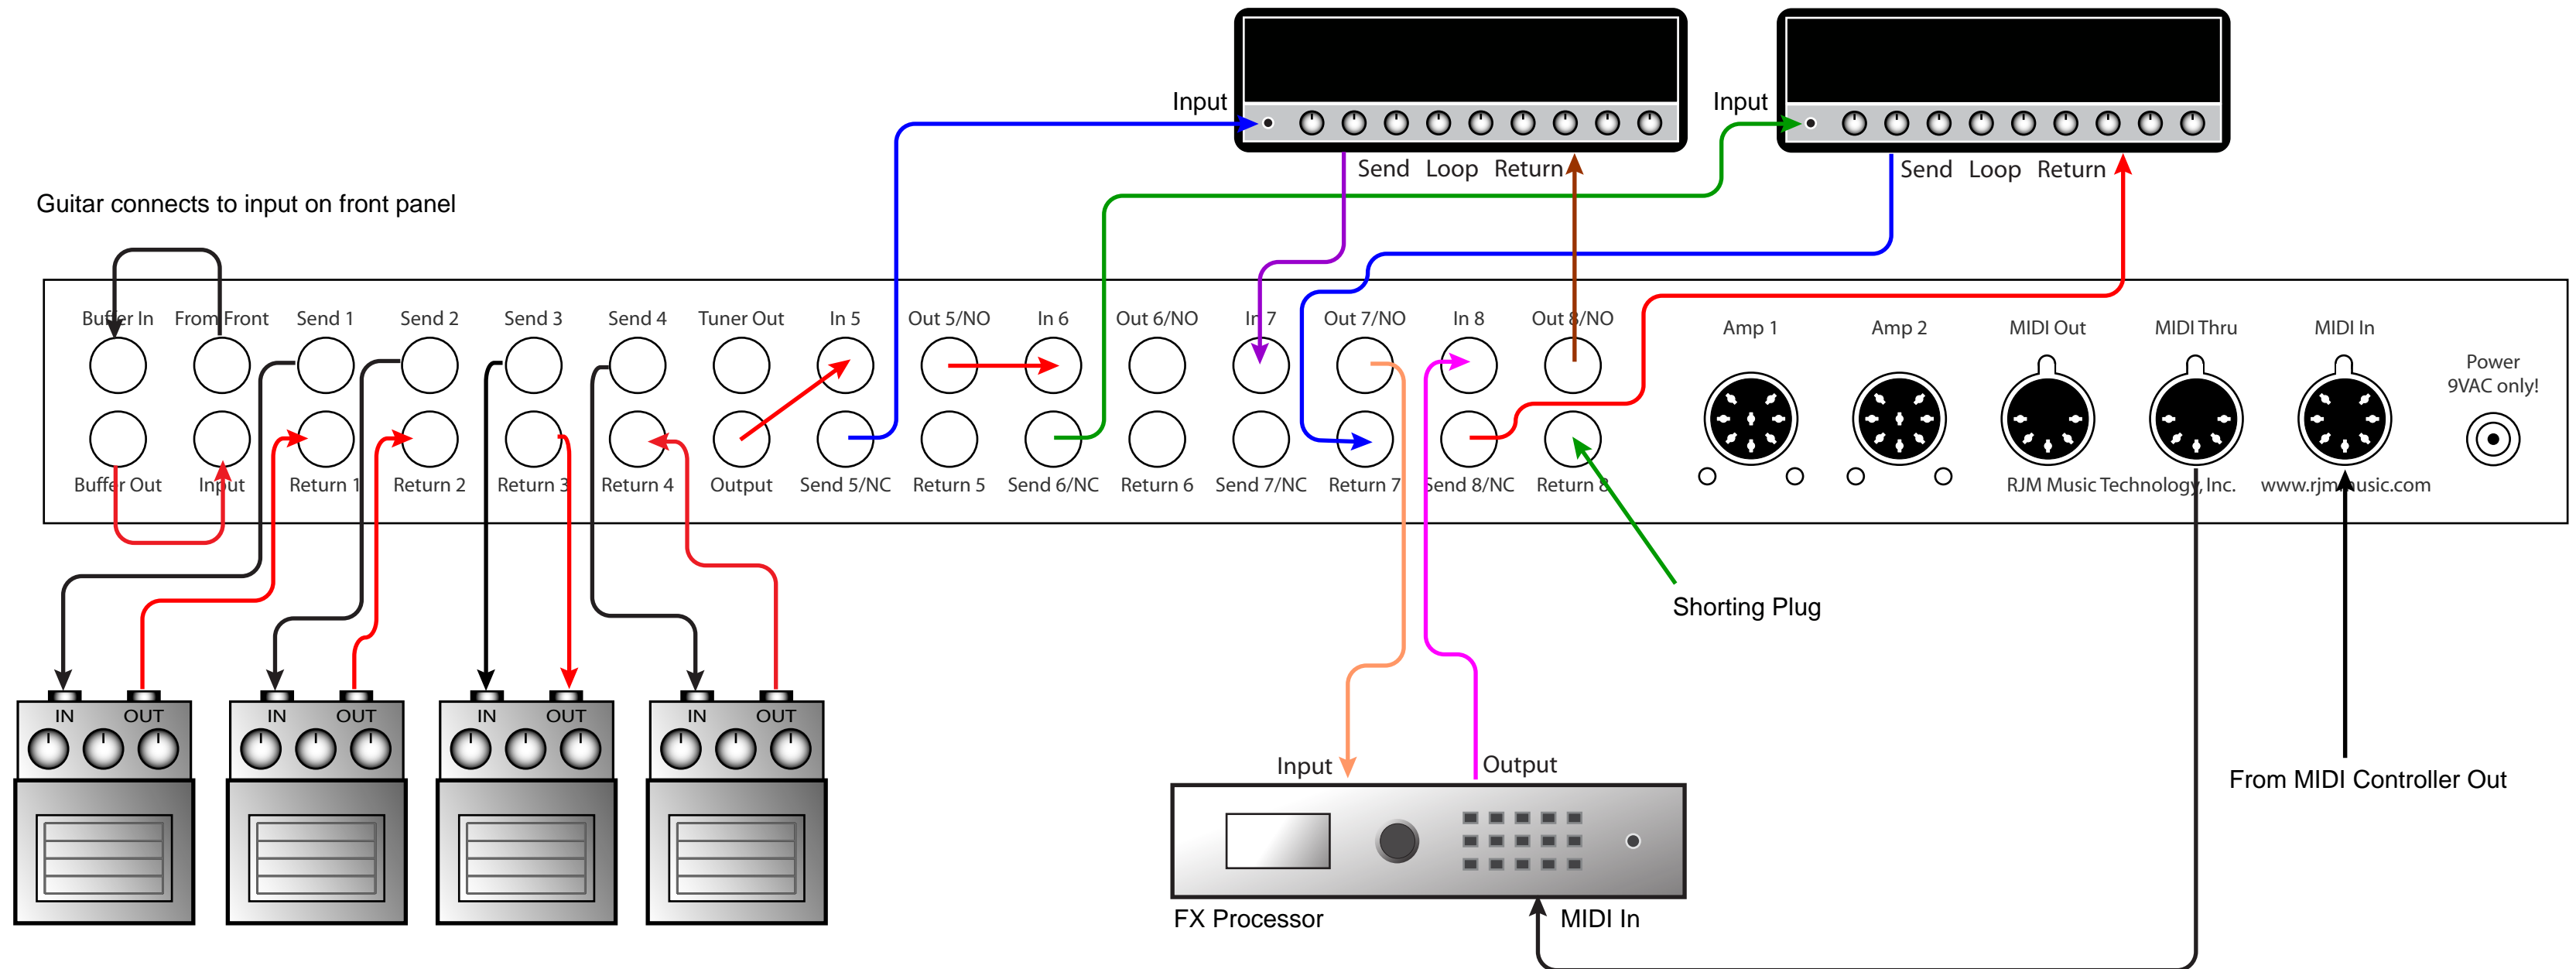 Input
Input
Send Loop Return
Send Loop Return
Guitar connects to input on front panel
Buffer In
From Front
Send 1
Send 2
Send 3
Send 4
Tuner Out
In 5
Out 5/NO
In 6
Out 6/NO
In 7
Out 7/NO
In 8
Out 8/NO
Amp 1
Amp 2
MIDI Out
MIDI Thru
MIDI In
Power
9VAC only!
Buffer Out
Input
Return 1
Return 2
Return 3
Return 4
Output
Send 5/NC
Return 5
Send 6/NC
Return 6
Send 7/NC
Return 7
Send 8/NC
Return 8
RJM Music Technology, Inc.
www.rjmmusic.com
Shorting Plug
IN OUT
IN OUT
IN OUT
IN OUT
Input
Output
From MIDI Controller Out
FX Processor
MIDI In